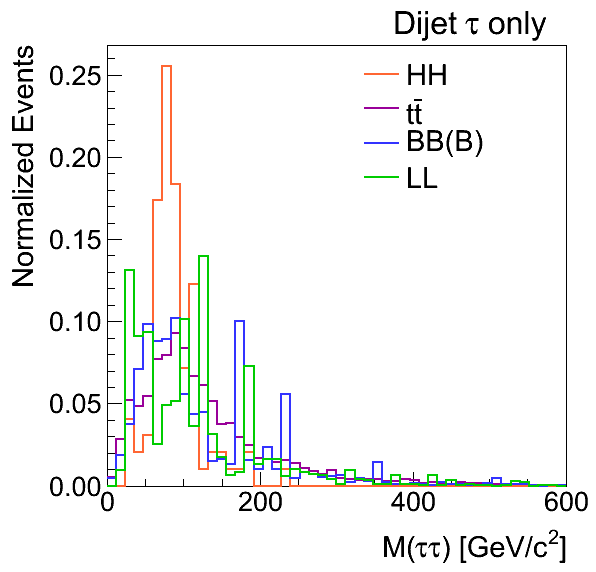 Dijet τ only
Normalized Events
HH
tt̄
BB(B)
LL
0.25
0.20
0.15
0.10
0.05
0.00
0 200 400 600
M(ττ) [GeV/c²]